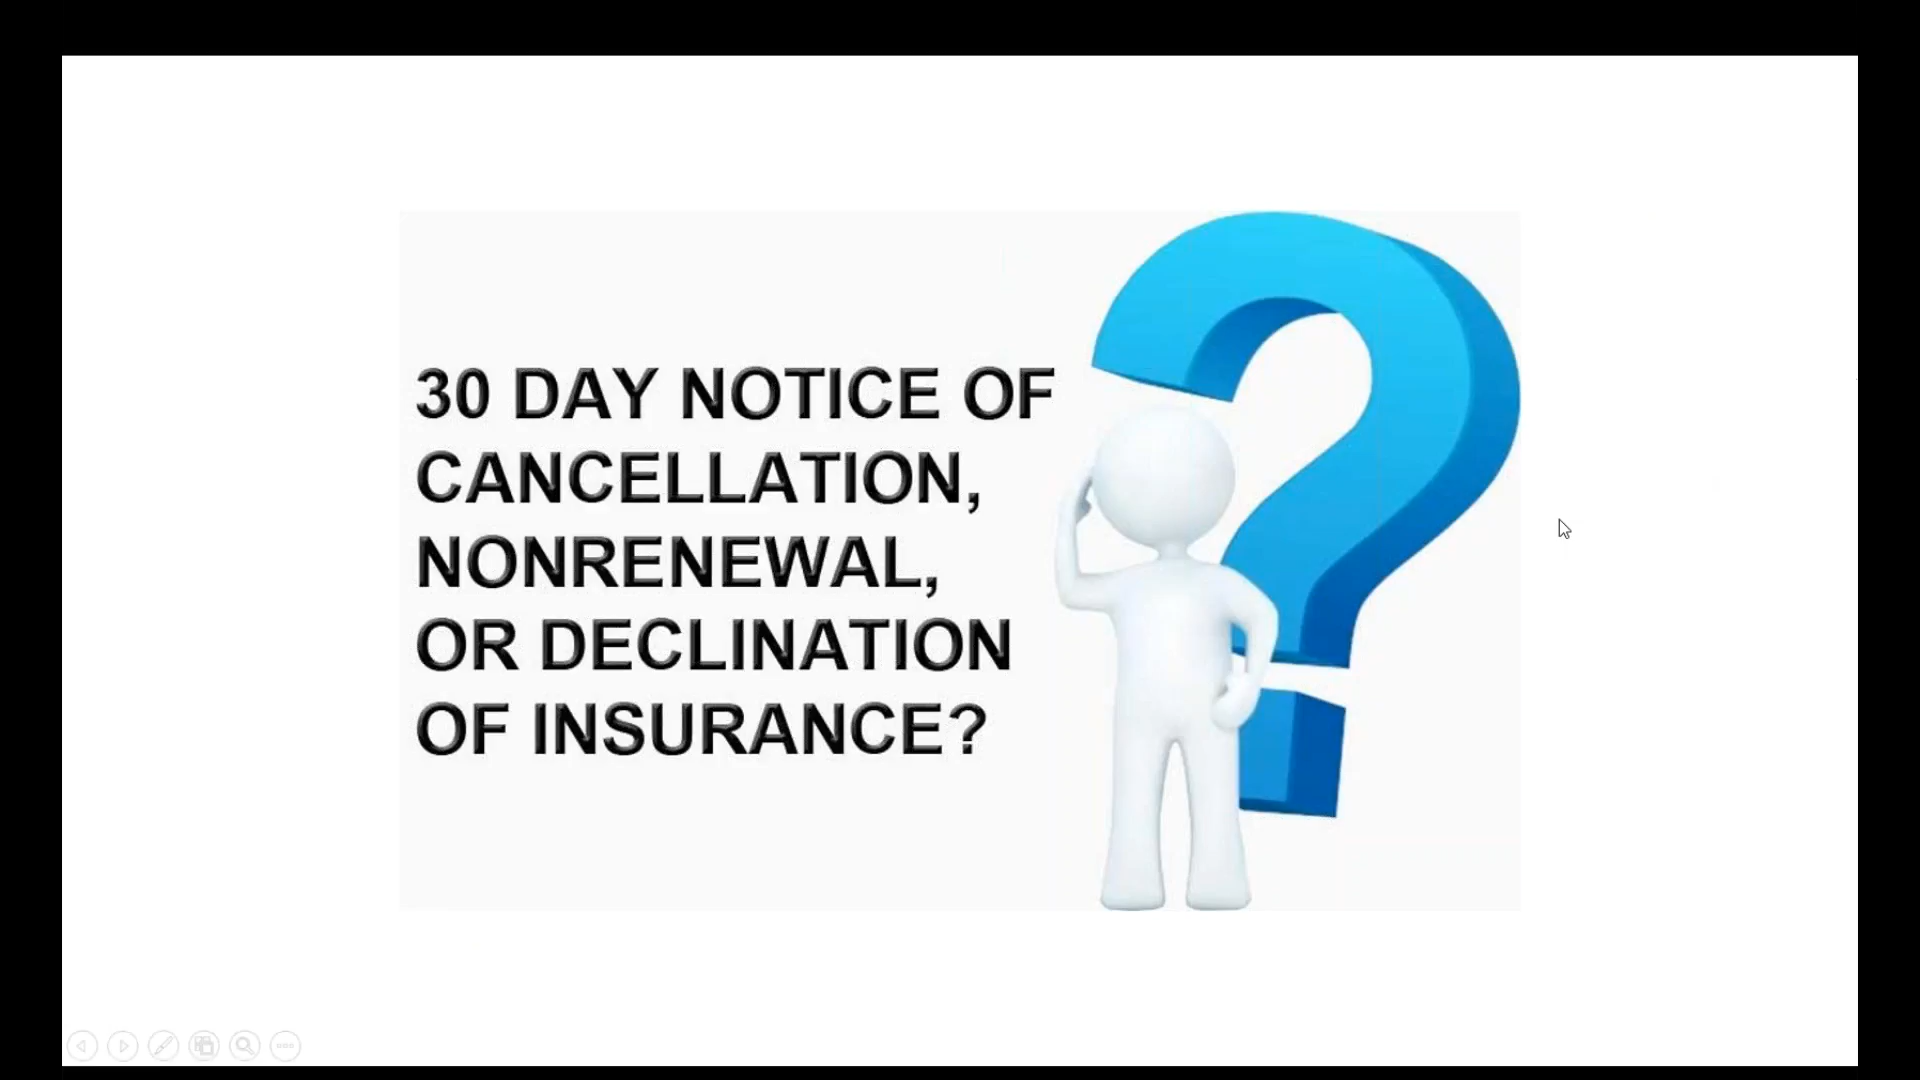 30 DAY NOTICE OF
CANCELLATION,
NONRENEWAL,
OR DECLINATION
OF INSURANCE?